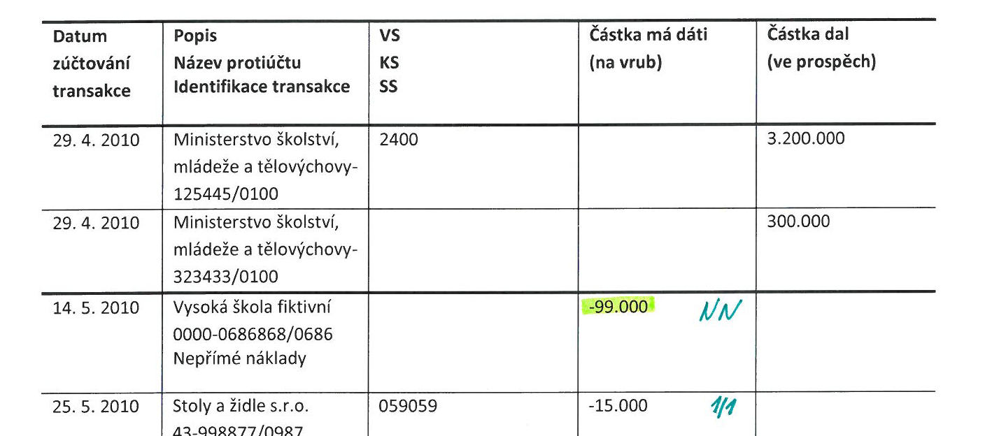 Datum zúčtování transakce
Popis
Název protiúčtu
Identifikace transakce
VS
KS
SS
Částka má dáti
(na vrub)
Částka dal
(ve prospěch)
29. 4. 2010
Ministerstvo školství,
mládeže a tělovýchovy-
125445/0100
2400
3.200.000
29. 4. 2010
Ministerstvo školství,
mládeže a tělovýchovy-
323433/0100
300.000
14. 5. 2010
Vysoká škola fiktivní
0000-0686868/0686
Nepřímé náklady
-99.000
NN
25. 5. 2010
Stoly a židle s.r.o.
43-998877/0987
059059
-15.000
1/1